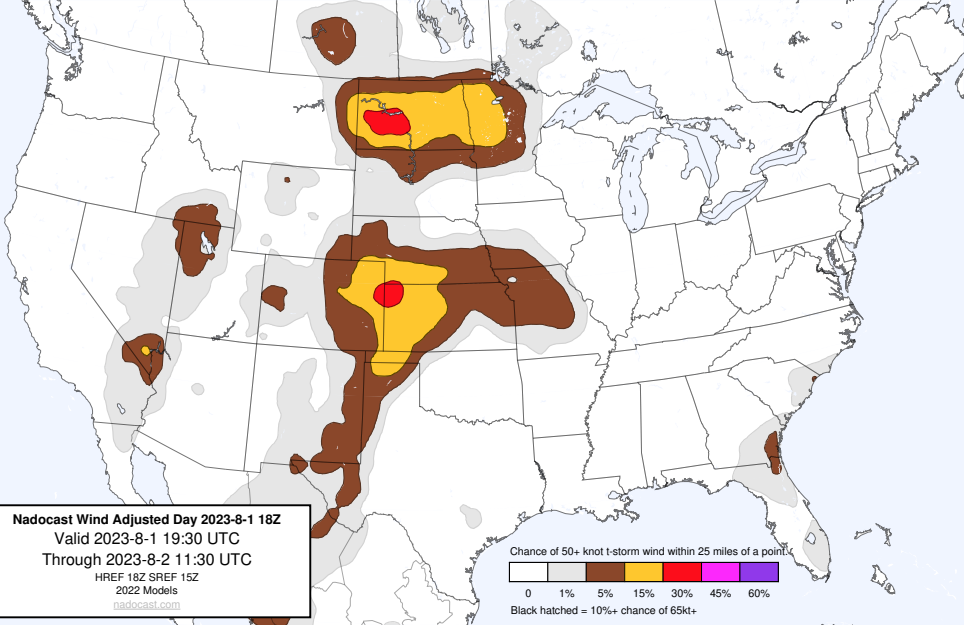 Nadocast Wind Adjusted Day 2023-8-1 18Z
Valid 2023-8-1 19:30 UTC
Through 2023-8-2 11:30 UTC
HREF 18Z SREF 15Z
2022 Models
nadocast.com
Chance of 50+ knot t-storm wind within 25 miles of a point.
0 1% 5% 15% 30% 45% 60%
Black hatched = 10%+ chance of 65kt+